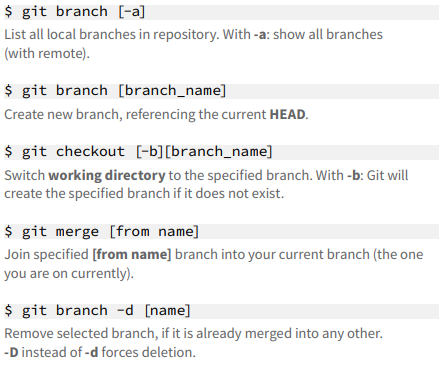 $ git branch [-a]
List all local branches in repository. With -a: show all branches
(with remote).
$ git branch [branch_name]
Create new branch, referencing the current HEAD.
$ git checkout [-b][branch_name]
Switch working directory to the specified branch. With -b: Git will
create the specified branch if it does not exist.
$ git merge [from name]
Join specified [from name] branch into your current branch (the one
you are on currently).
$ git branch -d [name]
Remove selected branch, if it is already merged into any other.
-D instead of -d forces deletion.